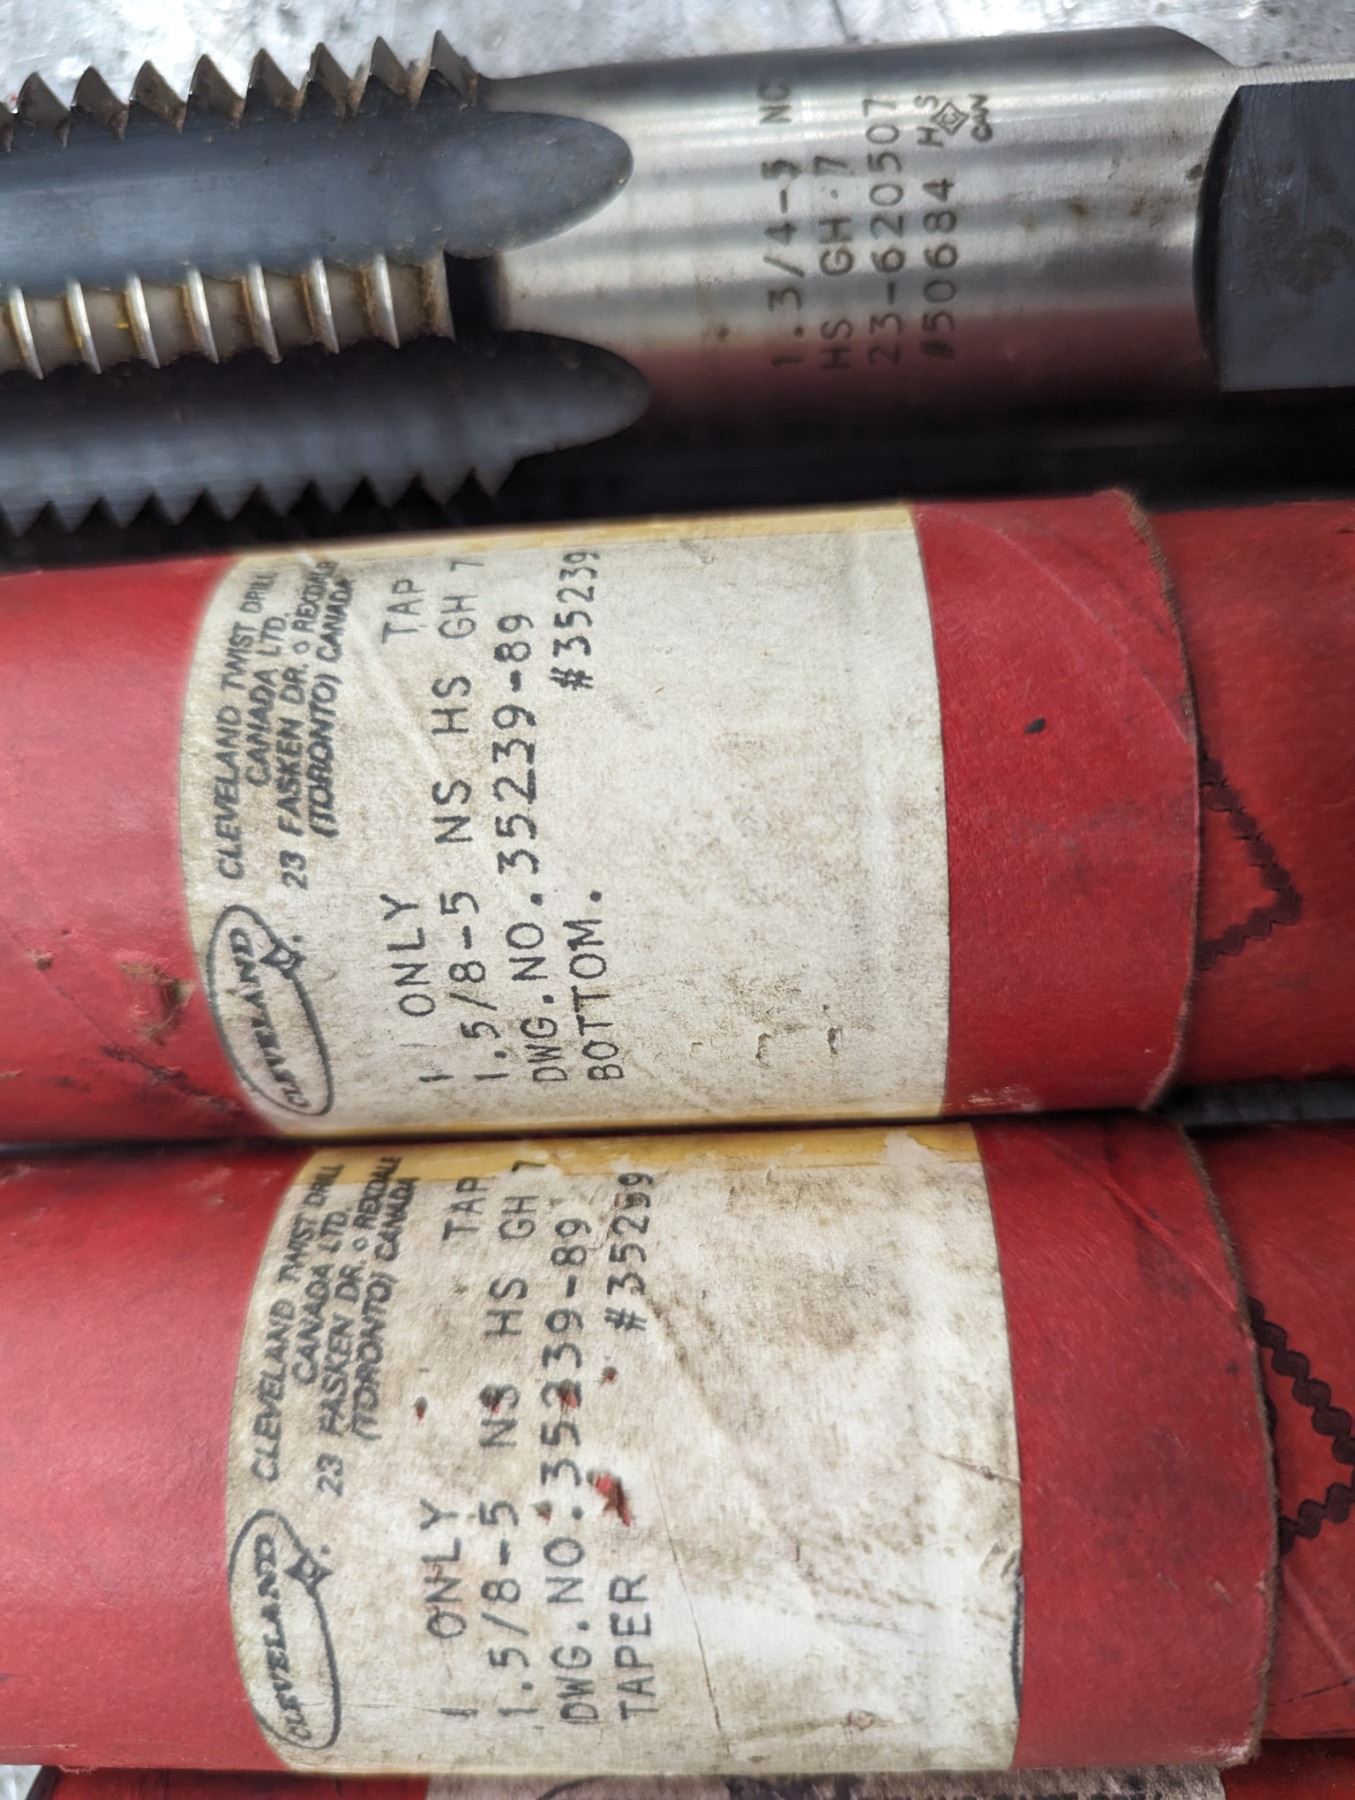 1.3/4-5 NC
HS GH 7
23-620507
#50684 HS
CAN
CLEVELAND
CLEVELAND TWIST DRILL
CANADA LTD.
23 FASKEN DR. o REXDALE
(TORONTO) CANADA
1 ONLY TAP
1.5/8-5 NS HS GH 7
DWG.NO.35239-89
BOTTOM. #35239
CLEVELAND
CLEVELAND TWIST DRILL
CANADA LTD.
23 FASKEN DR. o REXDALE
(TORONTO) CANADA
1 ONLY TAP
1.5/8-5 NS HS GH 7
DWG.NO.35239-89
TAPER #35299